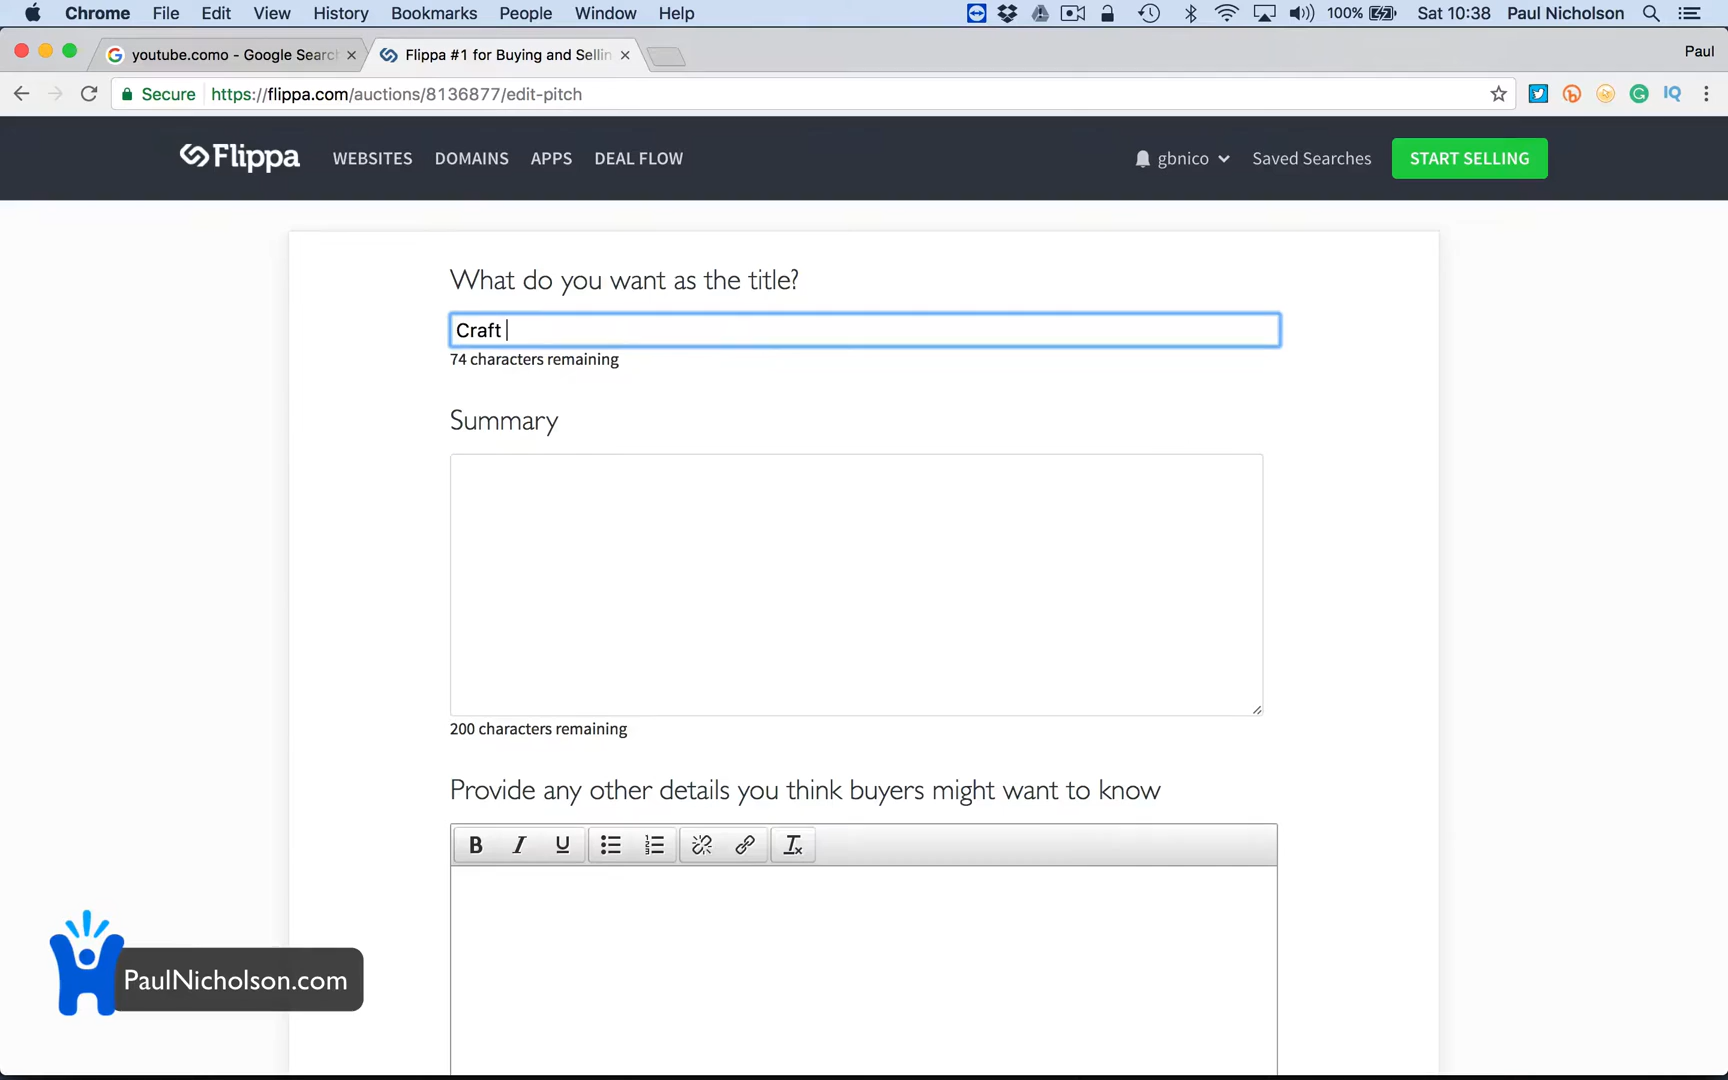 Chrome File Edit View History Bookmarks People Window Help 100% Sat 10:38 Paul Nicholson
youtube.como - Google Search Flippa #1 for Buying and Sellin Paul
Secure https://flippa.com/auctions/8136877/edit-pitch IQ
Flippa WEBSITES DOMAINS APPS DEAL FLOW gbnico Saved Searches START SELLING
What do you want as the title?
Craft
74 characters remaining
Summary
200 characters remaining
Provide any other details you think buyers might want to know
B I U
PaulNicholson.com